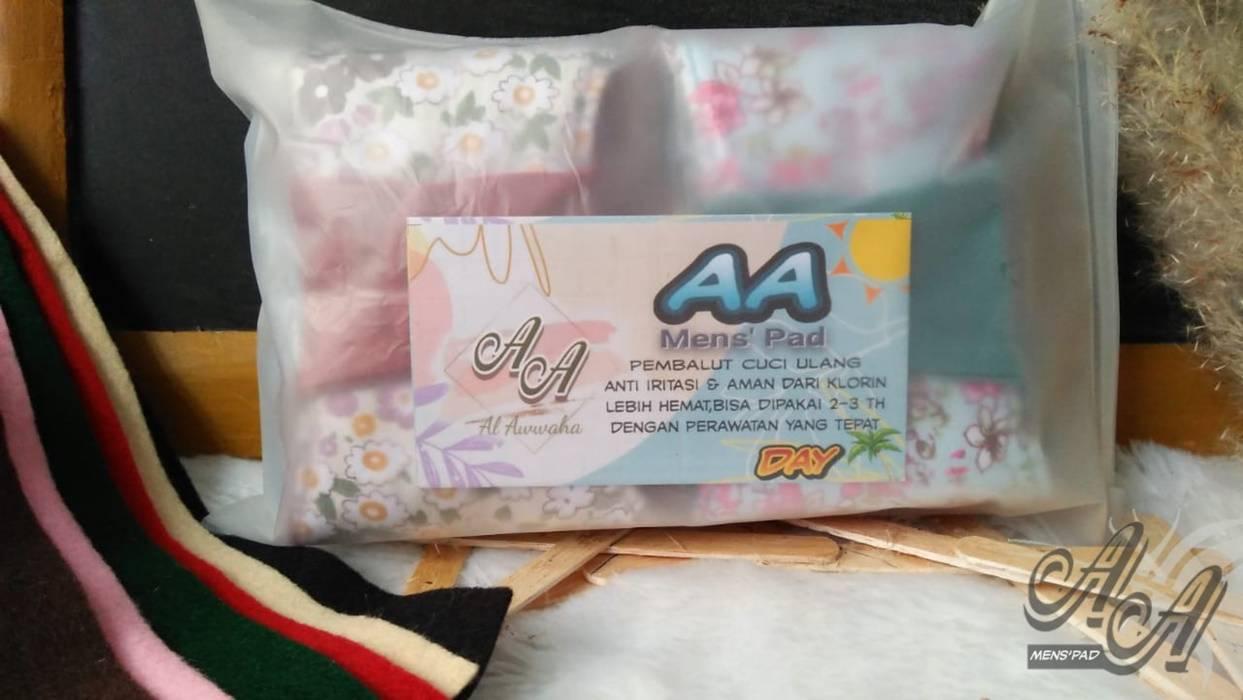 AA
Al Awwaha
AA
Mens' Pad
PEMBALUT CUCI ULANG
ANTI IRITASI & AMAN DARI KLORIN
LEBIH HEMAT,BISA DIPAKAI 2-3 TH
DENGAN PERAWATAN YANG TEPAT
DAY
AA
MENS'PAD